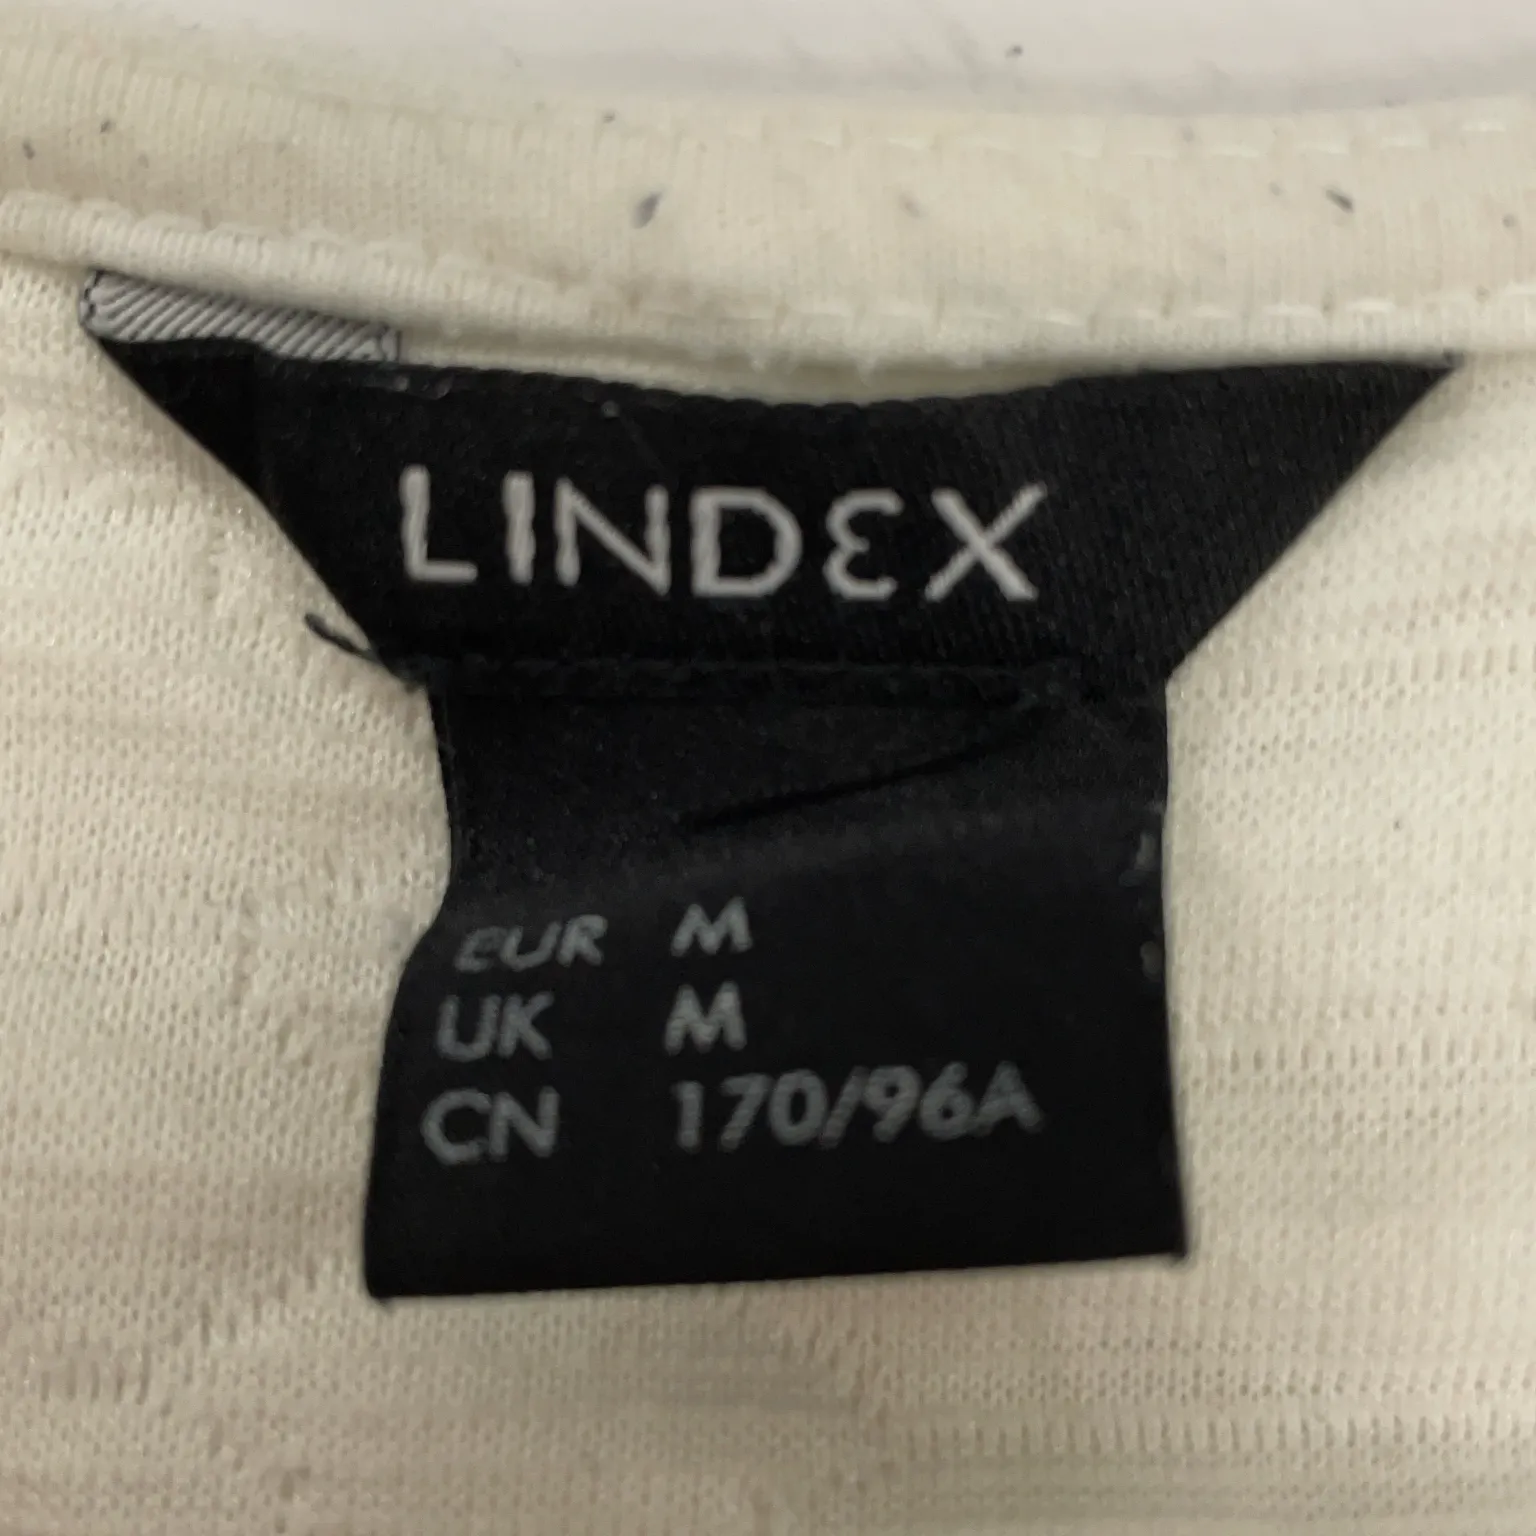 LINDEX
EUR M
UK M
CN 170/96A